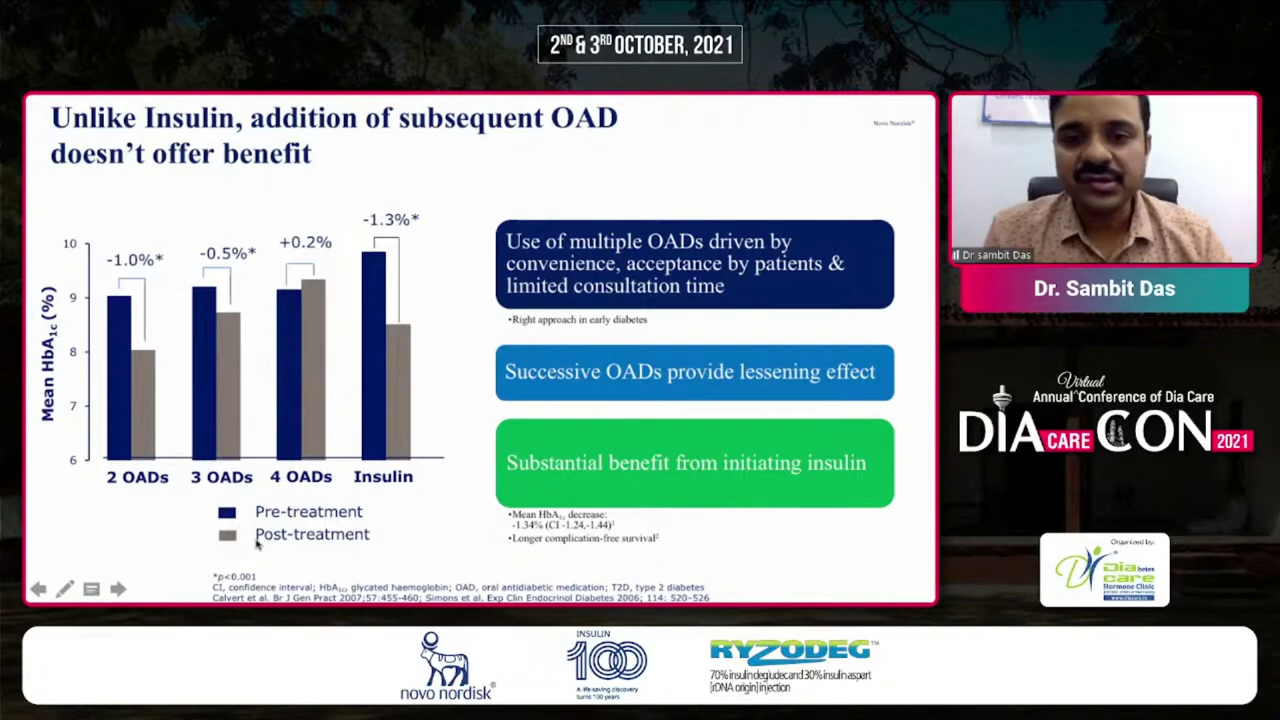 2ND & 3RD OCTOBER, 2021
Unlike Insulin, addition of subsequent OAD
doesn't offer benefit
Novo Nordisk®
-1.0%*
-0.5%*
+0.2%
-1.3%*
10
9
8
7
6
Mean HbA1c (%)
2 OADs
3 OADs
4 OADs
Insulin
Pre-treatment
Post-treatment
Use of multiple OADs driven by
convenience, acceptance by patients &
limited consultation time
•Right approach in early diabetes
Successive OADs provide lessening effect
Substantial benefit from initiating insulin
•Mean HbA1c decrease:
-1.34% (CI -1.24,-1.44)1
•Longer complication-free survival2
*p<0.001
CI, confidence interval; HbA1c, glycated haemoglobin; OAD, oral antidiabetic medication; T2D, type 2 diabetes
Calvert et al. Br J Gen Pract 2007;57:455-460; Simons et al. Exp Clin Endocrinol Diabetes 2006; 114: 520–526
Dr sambit Das
Dr. Sambit Das
Virtual
Annual Conference of Dia Care
DIA CARE CON 2021
Organized by:
Diabetes
care
Hormone Clinic
novo nordisk®
INSULIN
100
A life-saving discovery
turns 100 years
RYZODEG™
70% insulin degludec and 30% insulin aspart
[rDNA origin] injection